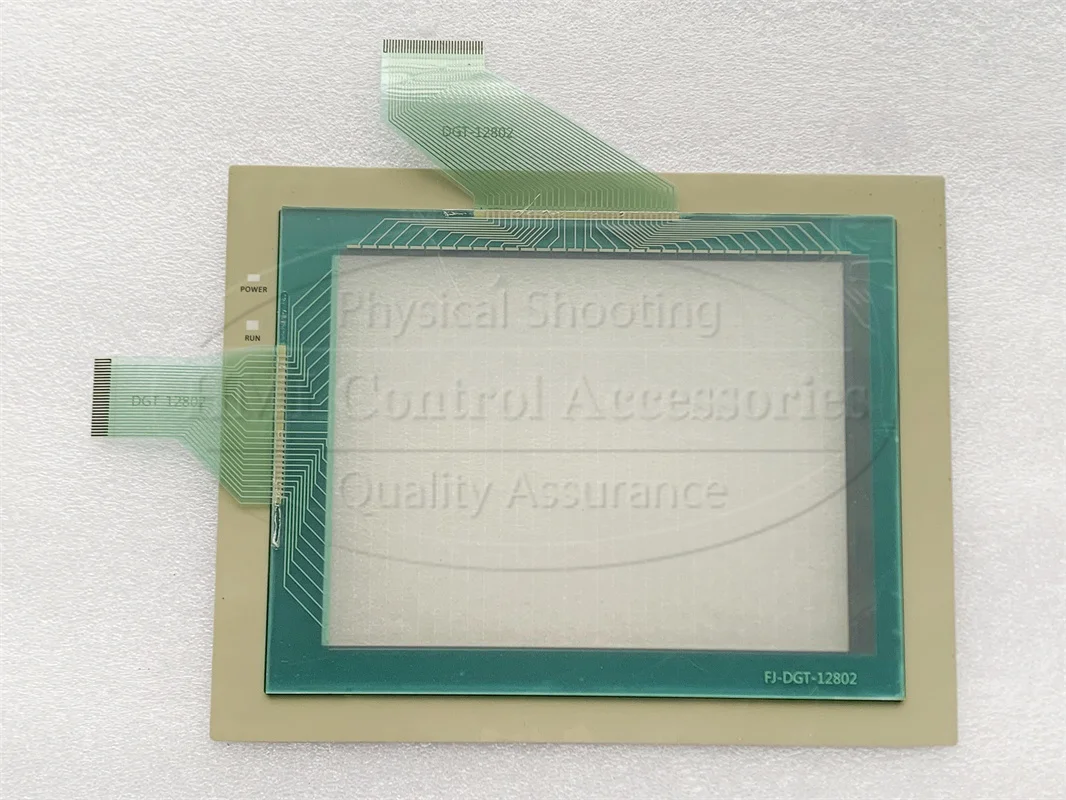 DGT-12802
POWER
Physical Shooting
RUN
DGT-12802
Control Accessories
Quality Assurance
FJ-DGT-12802